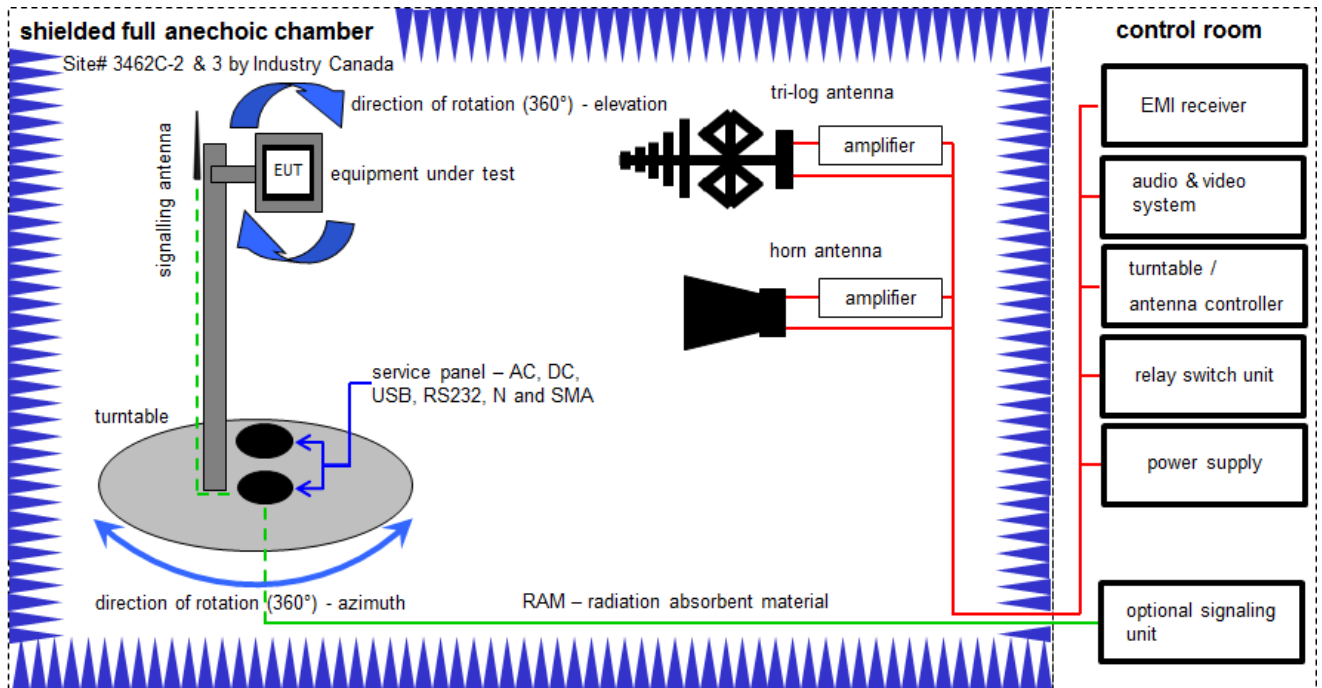 shielded full anechoic chamber
Site# 3462C-2 & 3 by Industry Canada
direction of rotation (360°) - elevation
signalling antenna
EUT
equipment under test
tri-log antenna
amplifier
horn antenna
amplifier
service panel – AC, DC,
USB, RS232, N and SMA
turntable
direction of rotation (360°) - azimuth
RAM – radiation absorbent material
control room
EMI receiver
audio & video
system
turntable /
antenna controller
relay switch unit
power supply
optional signaling
unit